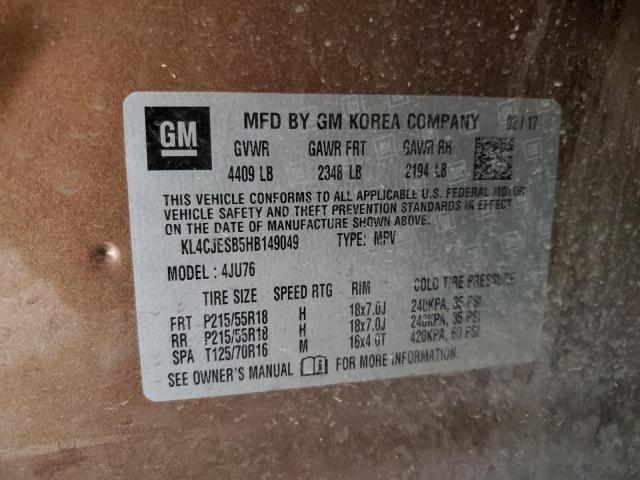 GM
MFD BY GM KOREA COMPANY 02/17
GVWR GAWR FRT GAWR RR
4409 LB 2348 LB 2194 LB
THIS VEHICLE CONFORMS TO ALL APPLICABLE U.S. FEDERAL MOTOR
VEHICLE SAFETY AND THEFT PREVENTION STANDARDS IN EFFECT
ON THE DATE OF MANUFACTURE SHOWN ABOVE.
KL4CJESB5HB149049 TYPE: MPV
MODEL: 4JU76
TIRE SIZE SPEED RTG RIM COLD TIRE PRESSURE
FRT P215/55R18 H 18x7.0J 240KPA, 35 PSI
RR P215/55R18 H 18x7.0J 240KPA, 35 PSI
SPA T125/70R16 M 16x4.0T 420KPA, 60 PSI
SEE OWNER'S MANUAL FOR MORE INFORMATION